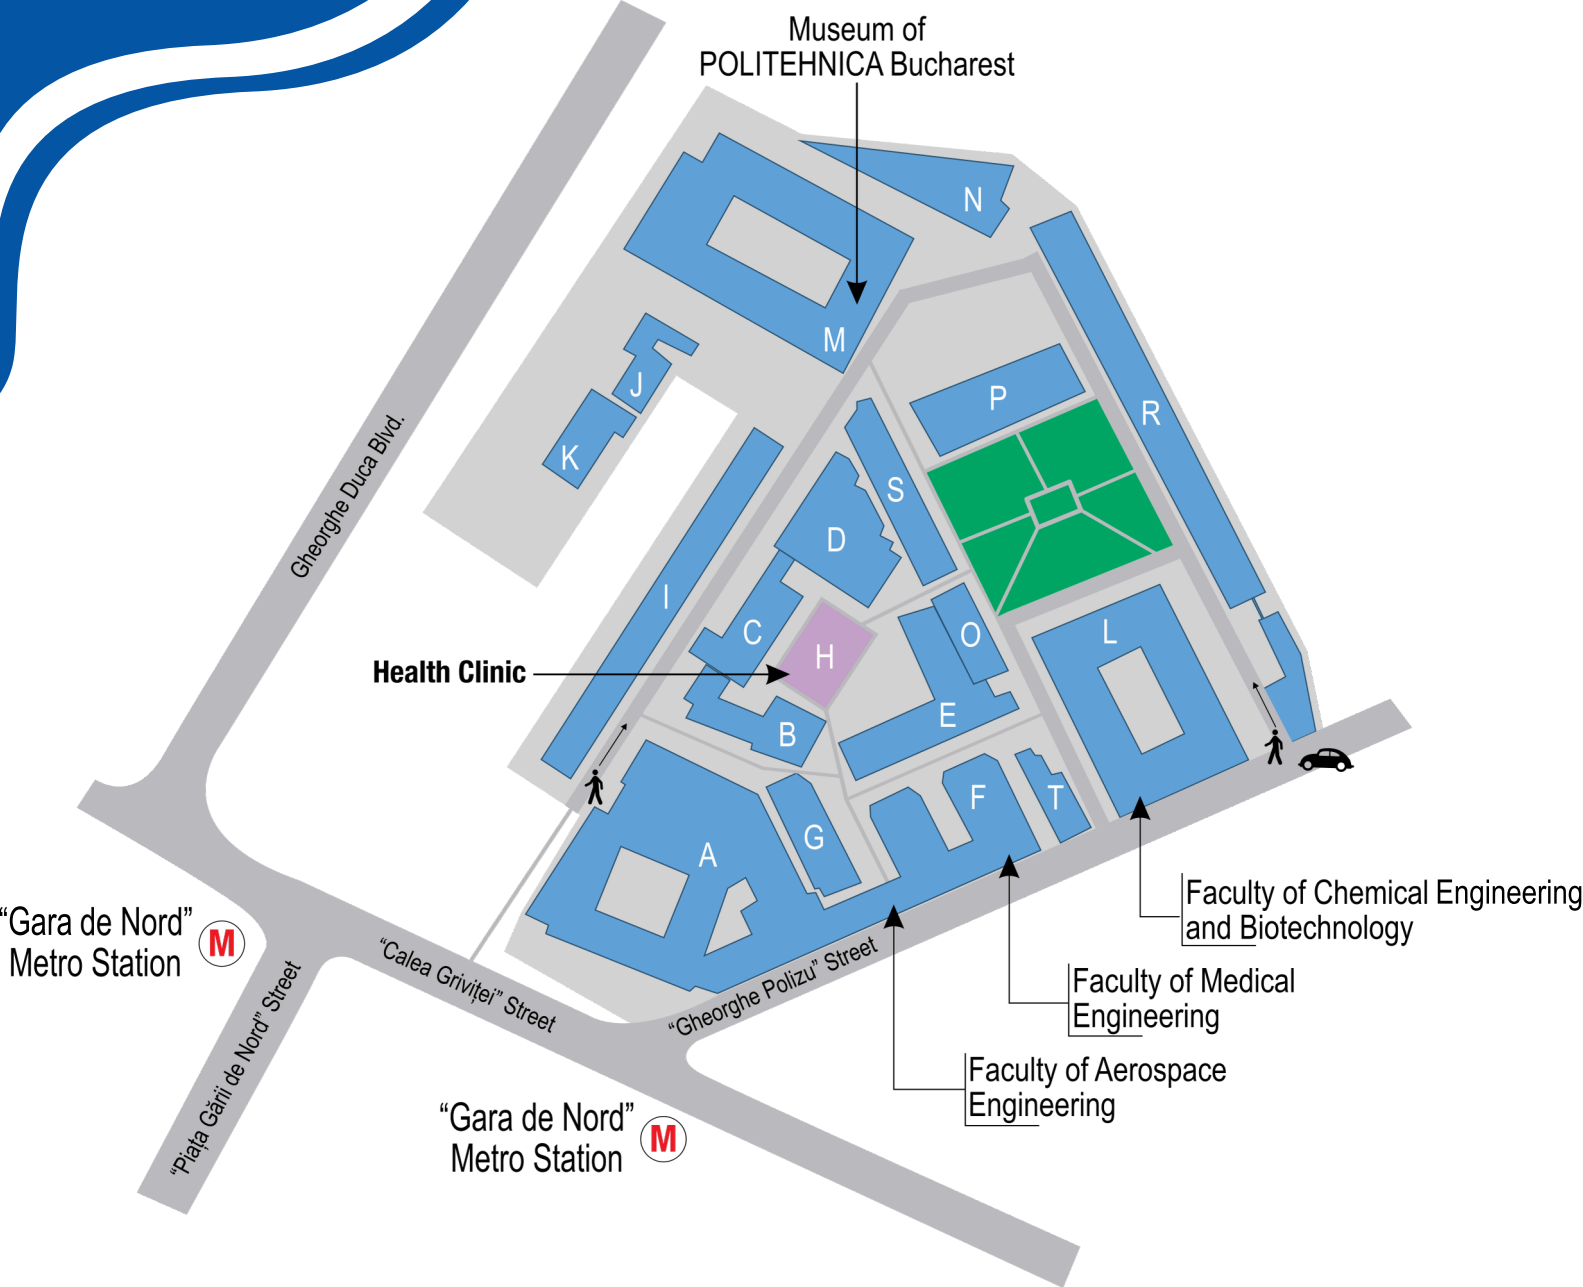 Museum of
POLITEHNICA Bucharest
N
M
J
P
R
K
S
D
I
C
O
L
H
Health Clinic
E
B
F
T
G
A
Gheorghe Duca Blvd.
Faculty of Chemical Engineering
and Biotechnology
“Gara de Nord”
Metro Station
M
“Calea Griviței” Street
“Gheorghe Polizu” Street
Faculty of Medical
Engineering
“Piața Gării de Nord” Street
Faculty of Aerospace
Engineering
“Gara de Nord”
Metro Station
M